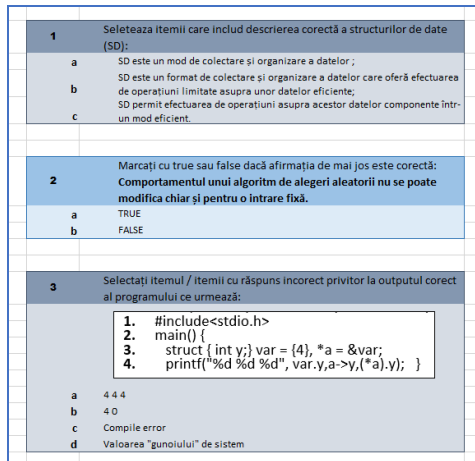 1 Seleteaza itemii care includ descrierea corectă a structurilor de date
(SD):
a SD este un mod de colectare și organizare a datelor ;
SD este un format de colectare și organizare a datelor care oferă efectuarea
b de operațiuni limitate asupra unor datelor eficiente;
SD permit efectuarea de operațiuni asupra acestor datelor componente într-
c un mod eficient.
Marcați cu true sau false dacă afirmația de mai jos este corectă:
2 Comportamentul unui algoritm de alegeri aleatorii nu se poate
modifica chiar și pentru o intrare fixă.
a TRUE
b FALSE
3 Selectați itemul / itemii cu răspuns incorect privitor la outputul corect
al programului ce urmează:
1. #include<stdio.h>
2. main() {
3. struct { int y;} var = {4}, *a = &var;
4. printf("%d %d %d", var.y,a->y,(*a).y); }
a 4 4 4
b 4 0
c Compile error
d Valoarea "gunoiului" de sistem